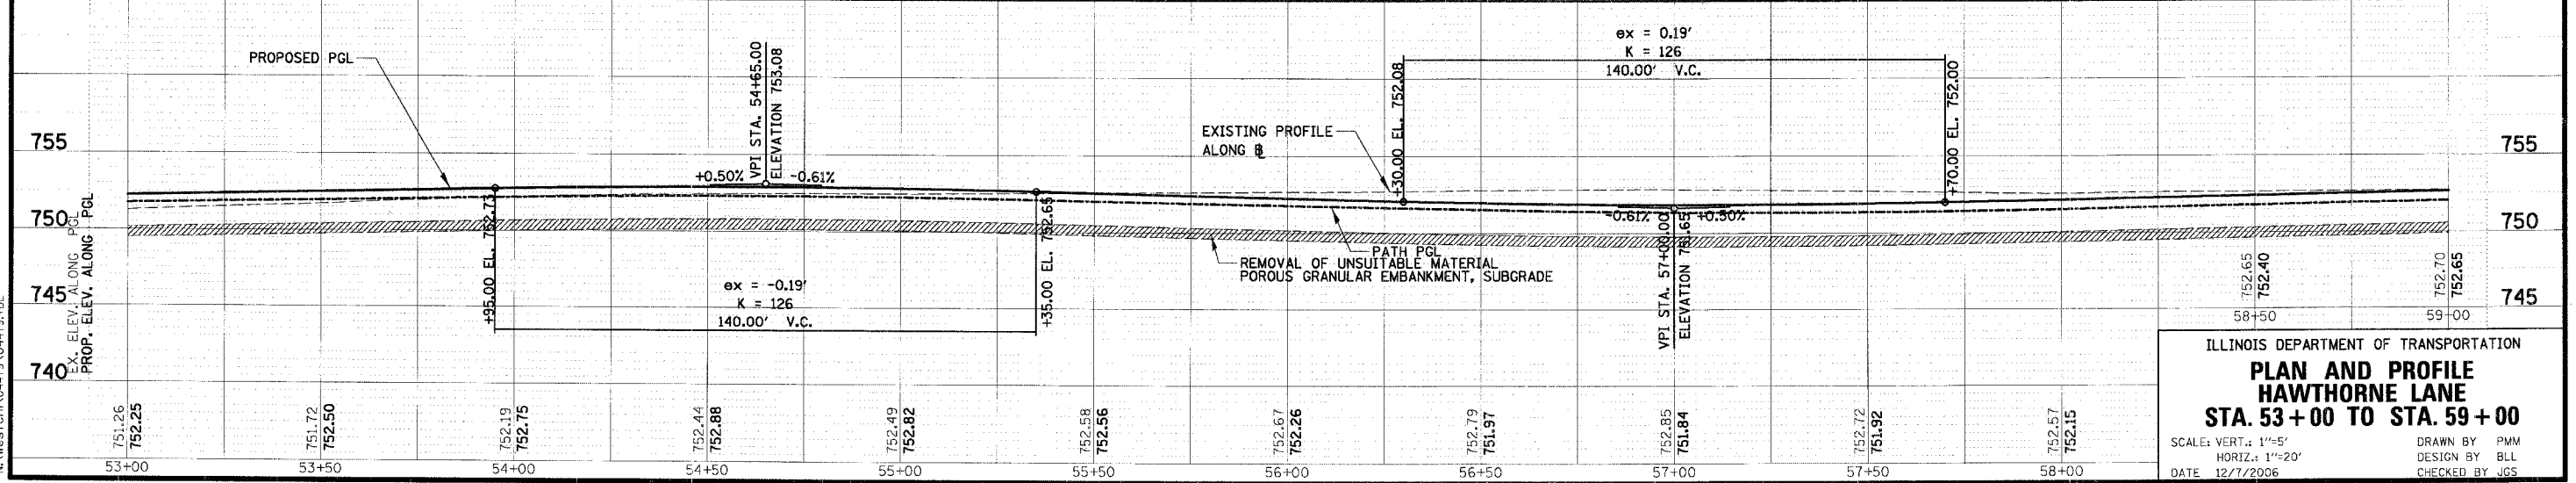 PROPOSED PGL
VPI STA. 54+65.00
ELEVATION 753.08
+0.50%
-0.61%
ex = 0.19'
K = 126
140.00' V.C.
+30.00 EL. 752.08
+70.00 EL. 752.00
EXISTING PROFILE
ALONG ℄
755
755
750
750
745
745
740
EX. ELEV. ALONG PGL
PROP. ELEV. ALONG PGL
+95.00 EL. 752.73
+35.00 EL. 752.65
ex = -0.19'
K = 126
140.00' V.C.
-0.61%
+0.50%
VPI STA. 57+00.00
ELEVATION 751.65
PATH PGL
REMOVAL OF UNSUITABLE MATERIAL
POROUS GRANULAR EMBANKMENT, SUBGRADE
751.26
752.25
53+00
751.72
752.50
53+50
752.19
752.75
54+00
752.44
752.88
54+50
752.49
752.82
55+00
752.58
752.56
55+50
752.67
752.26
56+00
752.79
751.97
56+50
752.85
751.84
57+00
752.72
751.92
57+50
752.57
752.15
58+00
752.65
752.40
58+50
752.70
752.65
59+00
ILLINOIS DEPARTMENT OF TRANSPORTATION
PLAN AND PROFILE
HAWTHORNE LANE
STA. 53+00 TO STA. 59+00
SCALE: VERT.: 1"=5'
HORIZ.: 1"=20'
DATE 12/7/2006
DRAWN BY PMM
DESIGN BY BLL
CHECKED BY JGS